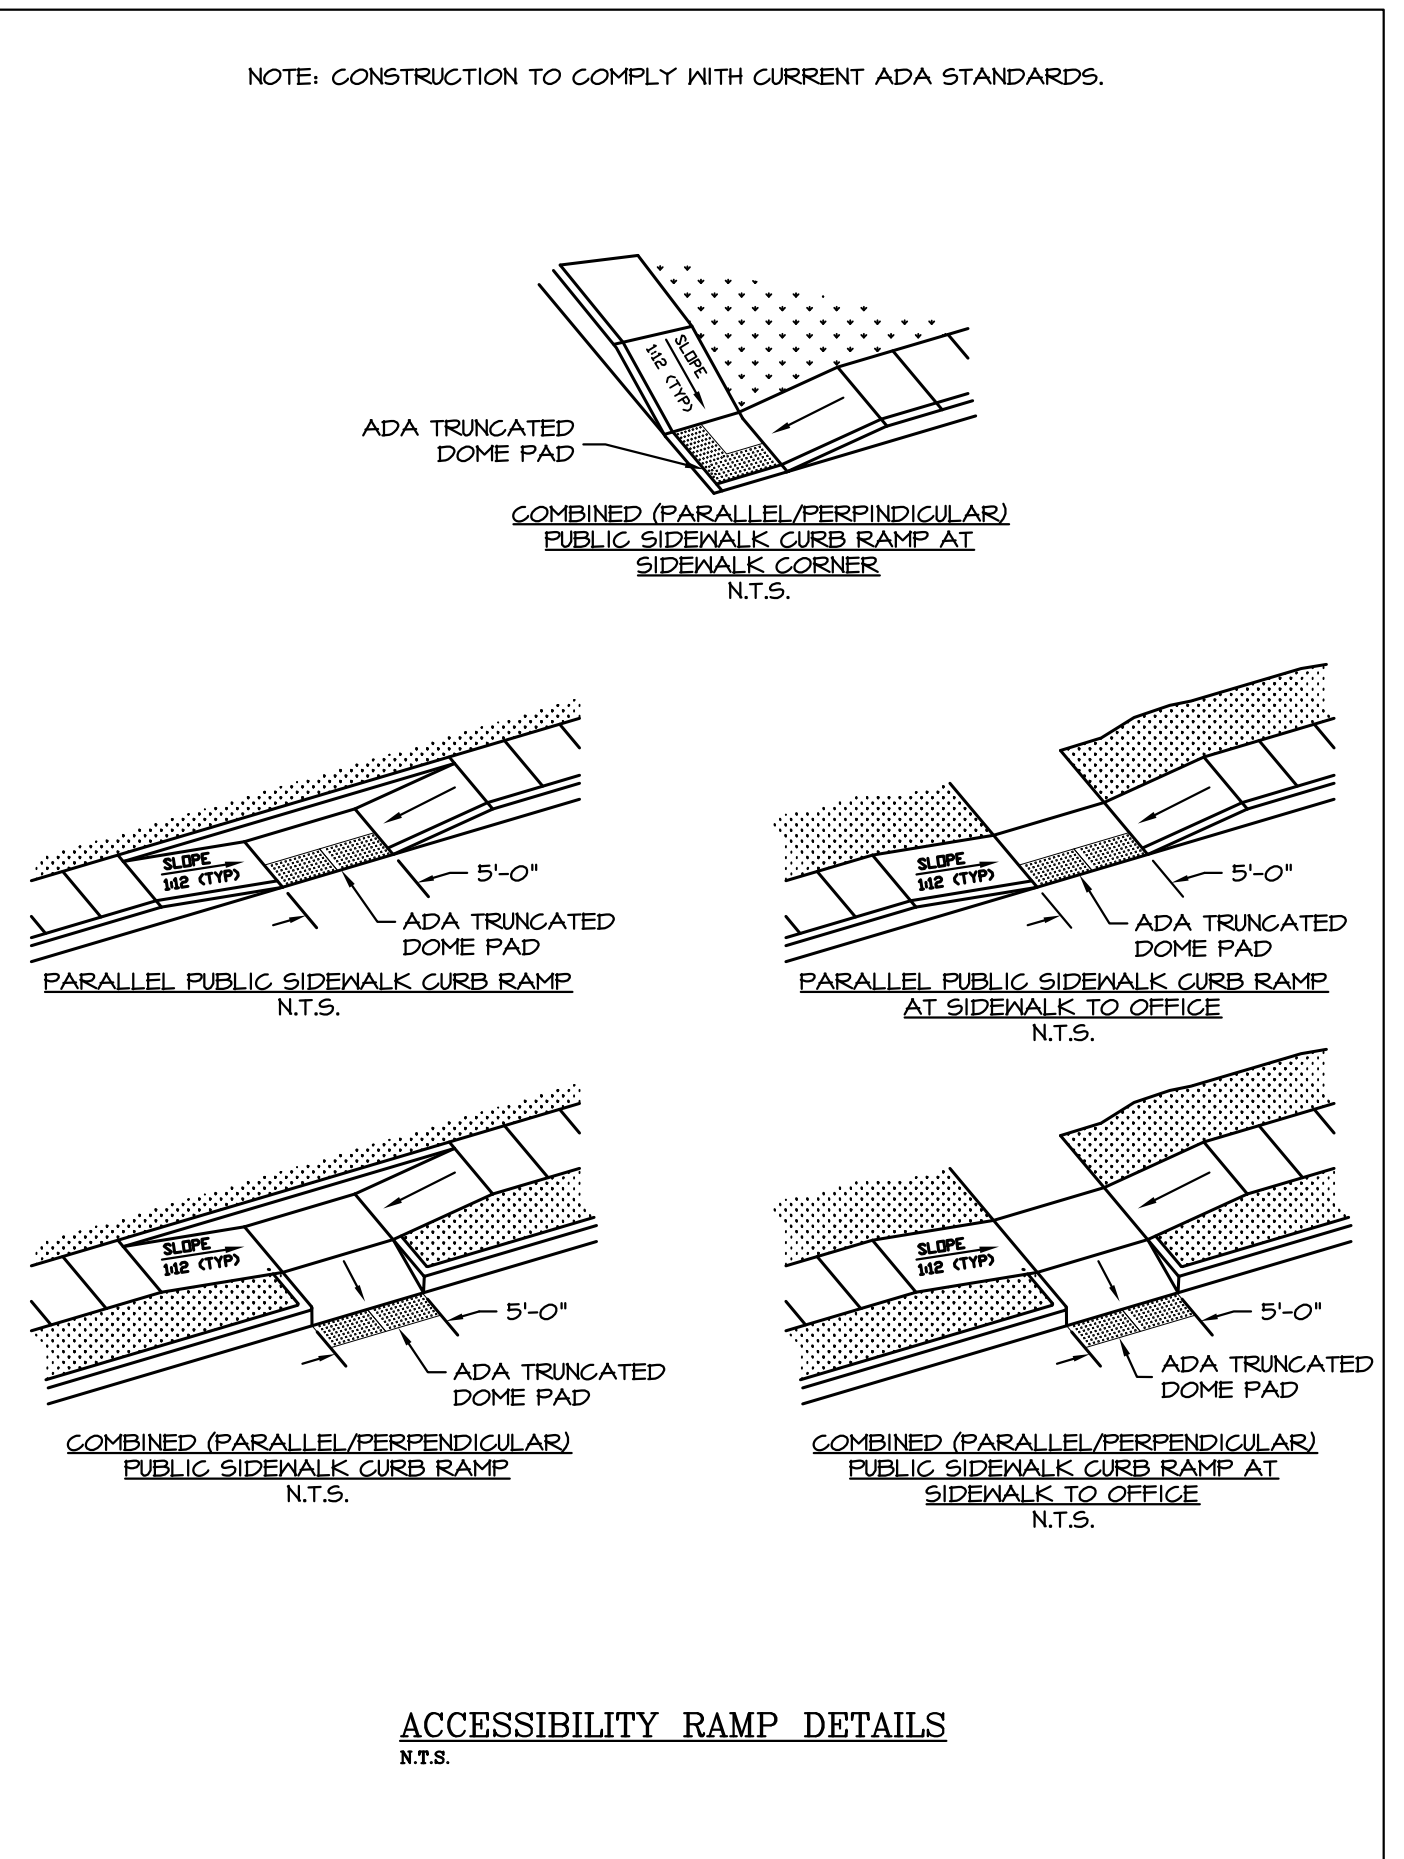 NOTE: CONSTRUCTION TO COMPLY WITH CURRENT ADA STANDARDS.
SLOPE
1:12 (TYP)
ADA TRUNCATED
DOME PAD
COMBINED (PARALLEL/PERPINDICULAR)
PUBLIC SIDEWALK CURB RAMP AT
SIDEWALK CORNER
N.T.S.
SLOPE
1:12 (TYP)
5'-0"
ADA TRUNCATED
DOME PAD
PARALLEL PUBLIC SIDEWALK CURB RAMP
N.T.S.
SLOPE
1:12 (TYP)
5'-0"
ADA TRUNCATED
DOME PAD
PARALLEL PUBLIC SIDEWALK CURB RAMP
AT SIDEWALK TO OFFICE
N.T.S.
SLOPE
1:12 (TYP)
5'-0"
ADA TRUNCATED
DOME PAD
COMBINED (PARALLEL/PERPENDICULAR)
PUBLIC SIDEWALK CURB RAMP
N.T.S.
SLOPE
1:12 (TYP)
5'-0"
ADA TRUNCATED
DOME PAD
COMBINED (PARALLEL/PERPENDICULAR)
PUBLIC SIDEWALK CURB RAMP AT
SIDEWALK TO OFFICE
N.T.S.
ACCESSIBILITY RAMP DETAILS
N.T.S.